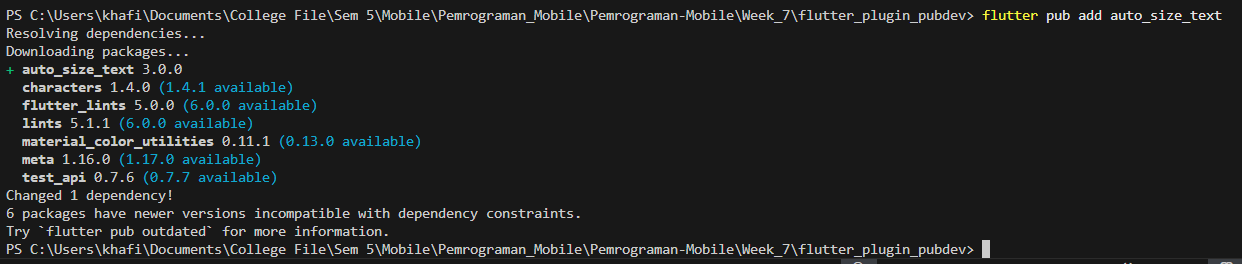 PS C:\Users\khafi\Documents\College File\Sem 5\Mobile\Pemrograman_Mobile\Pemrograman-Mobile\Week_7\flutter_plugin_pubdev> flutter pub add auto_size_text
Resolving dependencies...
Downloading packages...
+ auto_size_text 3.0.0
  characters 1.4.0 (1.4.1 available)
  flutter_lints 5.0.0 (6.0.0 available)
  lints 5.1.1 (6.0.0 available)
  material_color_utilities 0.11.1 (0.13.0 available)
  meta 1.16.0 (1.17.0 available)
  test_api 0.7.6 (0.7.7 available)
Changed 1 dependency!
6 packages have newer versions incompatible with dependency constraints.
Try `flutter pub outdated` for more information.
PS C:\Users\khafi\Documents\College File\Sem 5\Mobile\Pemrograman_Mobile\Pemrograman-Mobile\Week_7\flutter_plugin_pubdev>